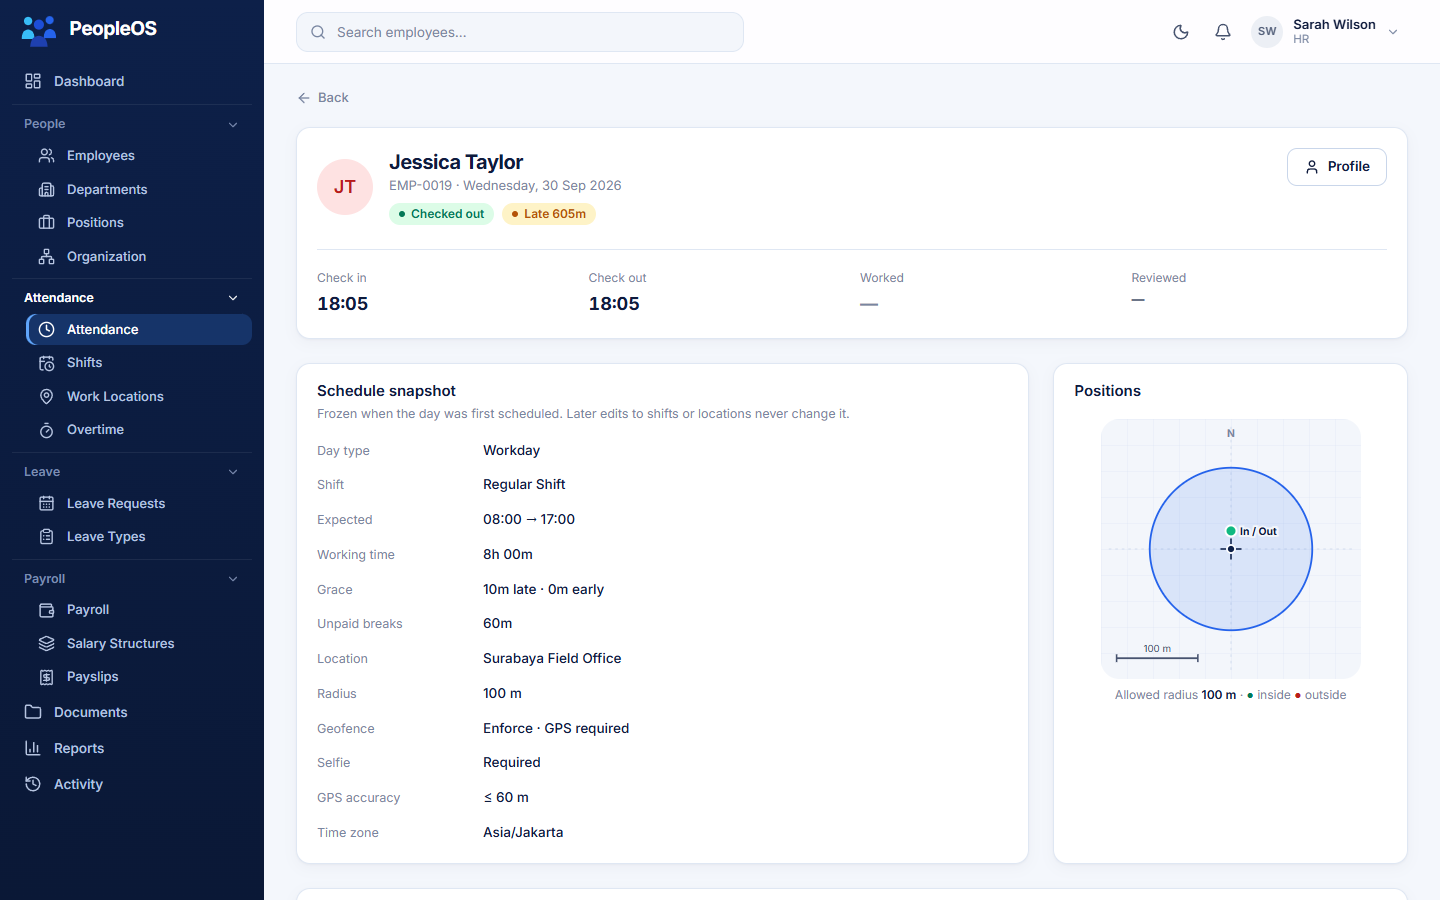 PeopleOS
Dashboard
People
Employees
Departments
Positions
Organization
Attendance
Attendance
Shifts
Work Locations
Overtime
Leave
Leave Requests
Leave Types
Payroll
Payroll
Salary Structures
Payslips
Documents
Reports
Activity
Search employees...
SW
Sarah Wilson
HR
Back
JT
Jessica Taylor
EMP-0019 · Wednesday, 30 Sep 2026
Checked out
Late 605m
Profile
Check in
18:05
Check out
18:05
Worked
—
Reviewed
—
Schedule snapshot
Frozen when the day was first scheduled. Later edits to shifts or locations never change it.
Day type Workday
Shift Regular Shift
Expected 08:00 → 17:00
Working time 8h 00m
Grace 10m late · 0m early
Unpaid breaks 60m
Location Surabaya Field Office
Radius 100 m
Geofence Enforce · GPS required
Selfie Required
GPS accuracy ≤ 60 m
Time zone Asia/Jakarta
Positions
N
In / Out
100 m
Allowed radius 100 m · ● inside ● outside